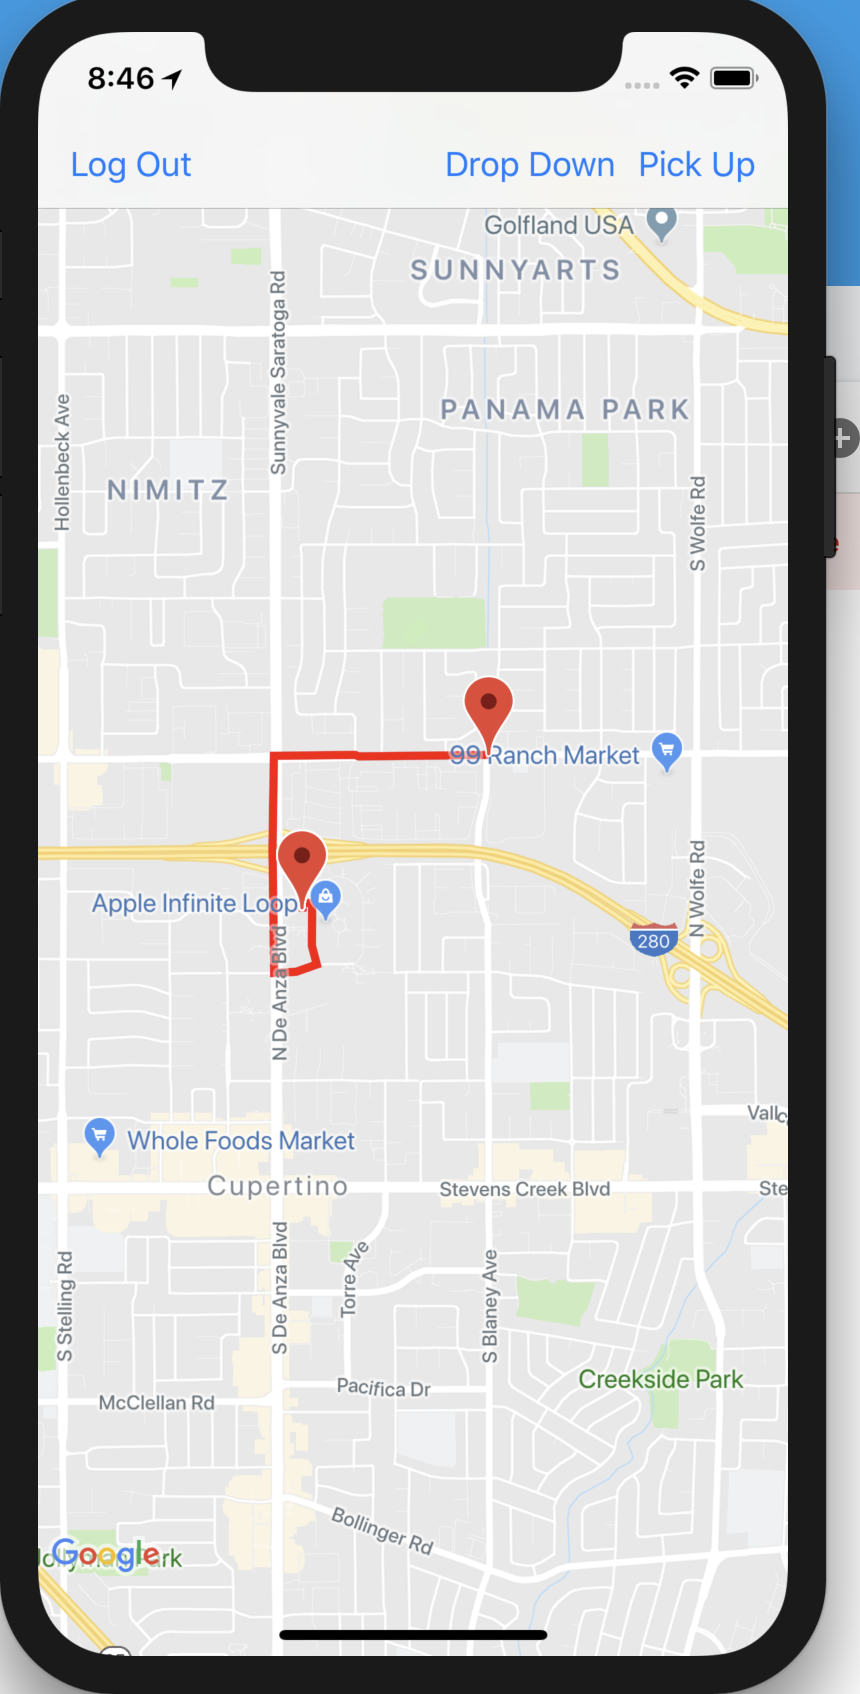 8:46
Log Out Drop Down Pick Up
Golfland USA
SUNNYARTS
Sunnyvale Saratoga Rd
Hollenbeck Ave
PANAMA PARK
NIMITZ
S Wolfe Rd
99 Ranch Market
Apple Infinite Loop
N Wolfe Rd
280
N De Anza Blvd
Whole Foods Market
Cupertino
Stevens Creek Blvd
Ste
S De Anza Blvd
Torre Ave
S Blaney Ave
S Stelling Rd
Creekside Park
Pacifica Dr
McClellan Rd
Bollinger Rd
Google